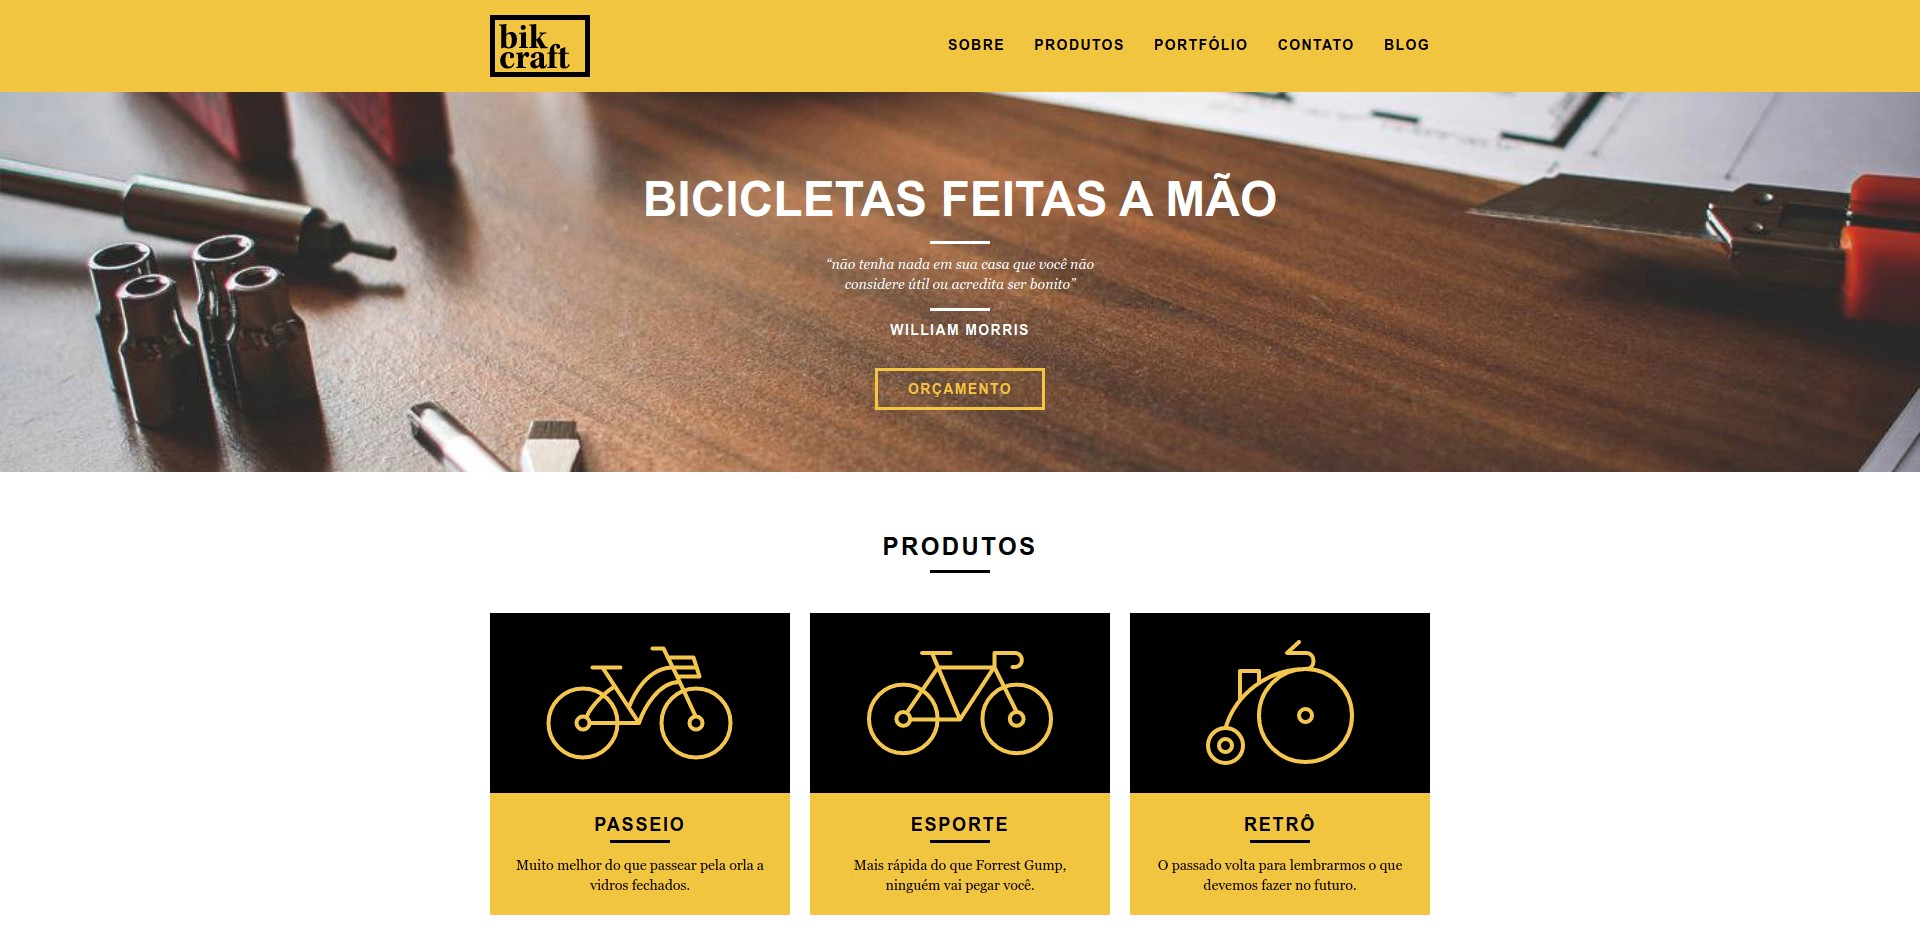 bik
craft
SOBRE PRODUTOS PORTFÓLIO CONTATO BLOG
BICICLETAS FEITAS A MÃO
“não tenha nada em sua casa que você não
considere útil ou acredita ser bonito”
WILLIAM MORRIS
ORÇAMENTO
PRODUTOS
PASSEIO
Muito melhor do que passear pela orla a
vidros fechados.
ESPORTE
Mais rápida do que Forrest Gump,
ninguém vai pegar você.
RETRÔ
O passado volta para lembrarmos o que
devemos fazer no futuro.